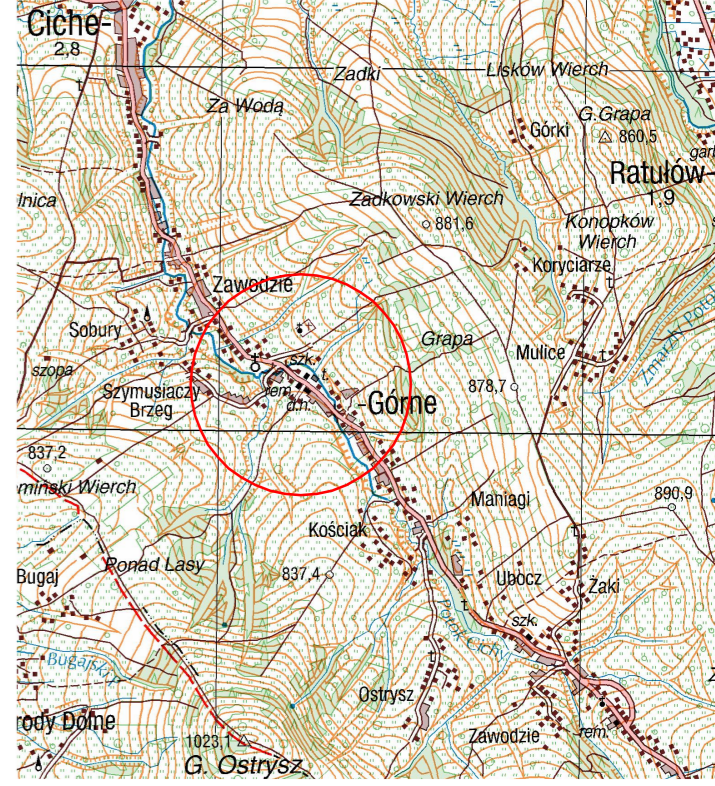 Ciche-
2,8
Zadki
Lisków Wierch
Za Wodą
G.Grapa
860,5
Górki
Ratułów-
1,9
lnica
Zadkowski Wierch
881,6
Konopków
Wierch
Koryciarze
Zawodzie
Sobury
szk.
Grapa
Mulice
szopa
Szymusiaczy
Brzeg
rem.
d.n.
-Górne
878,7
837,2
miński Wierch
Maniagi
890,9
Kościak
Ponad Lasy
837,4
Bugaj
Ubocz
Żaki
szk.
Potok Cichy
Bugajski
Ostrysz
rody Dolne
1023,1
G. Ostrysz
Zawodzie
rem.